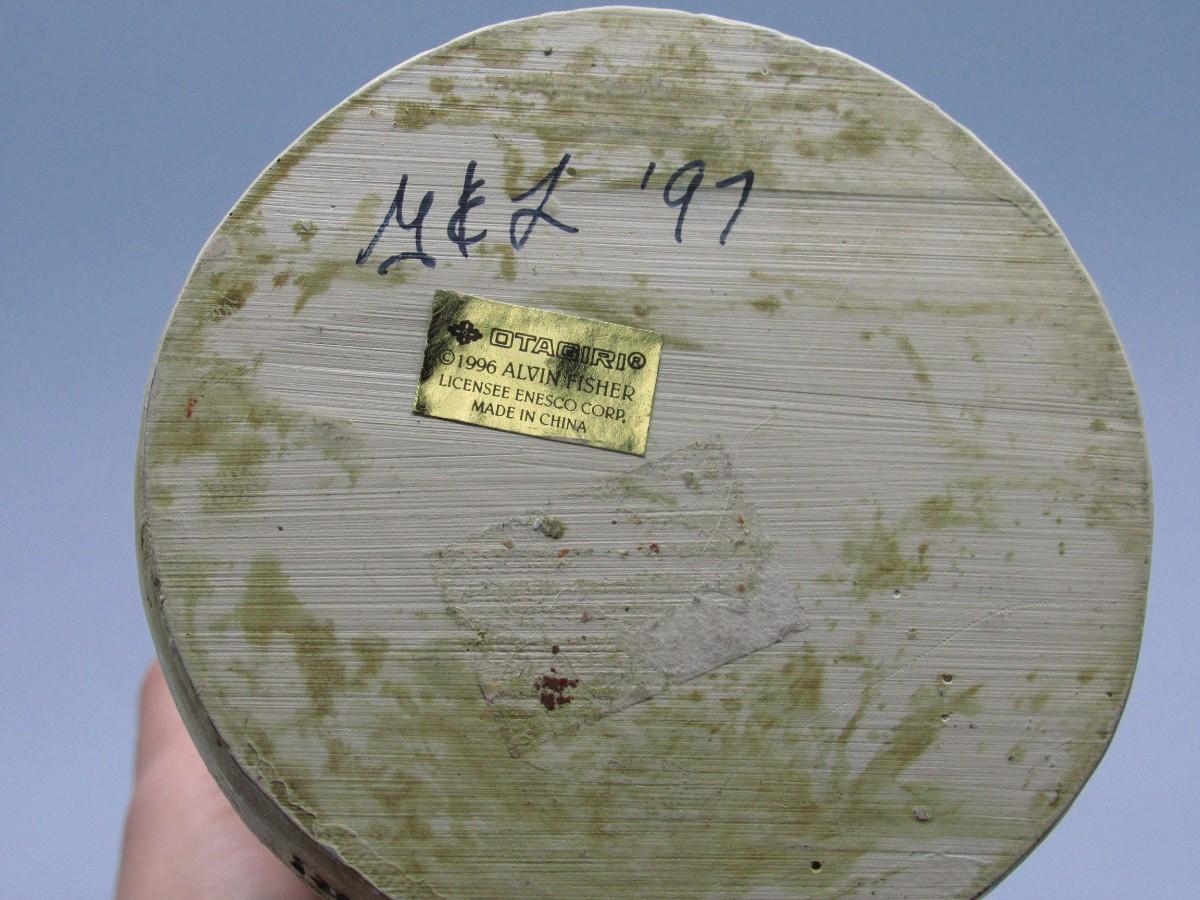 M & L '97
OTAGIRI®
©1996 ALVIN FISHER
LICENSEE ENESCO CORP.
MADE IN CHINA